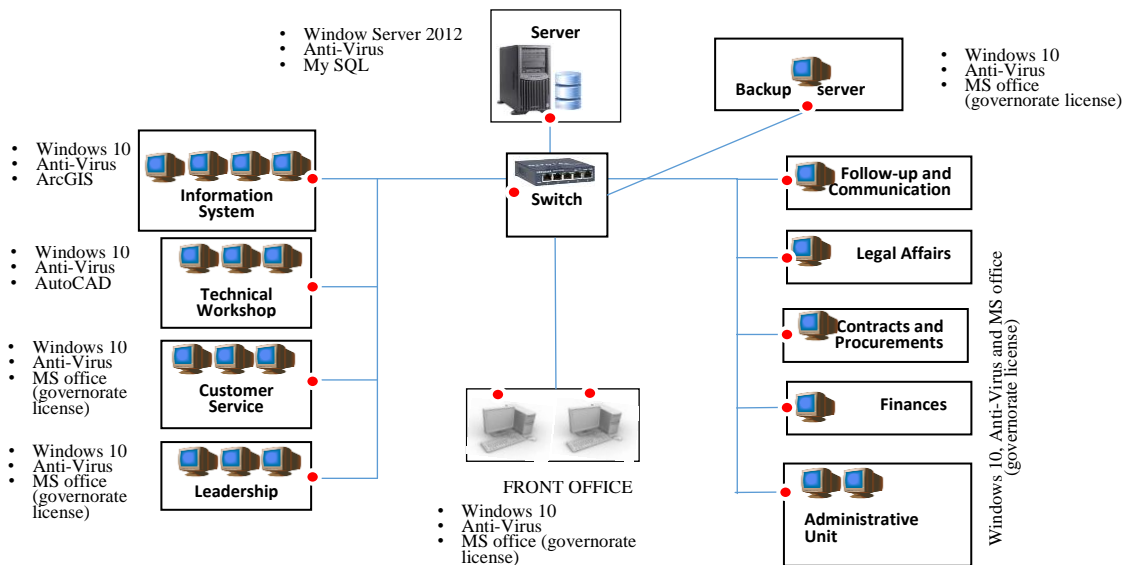 • Window Server 2012
• Anti-Virus
• My SQL
Server
Backup server
• Windows 10
• Anti-Virus
• MS office
(governorate license)
• Windows 10
• Anti-Virus
• ArcGIS
Information
System
Switch
Follow-up and
Communication
• Windows 10
• Anti-Virus
• AutoCAD
Technical
Workshop
Legal Affairs
Contracts and
Procurements
• Windows 10
• Anti-Virus
• MS office
(governorate
license)
Customer
Service
Finances
• Windows 10
• Anti-Virus
• MS office
(governorate
license)
Leadership
FRONT OFFICE
• Windows 10
• Anti-Virus
• MS office (governorate
license)
Administrative
Unit
Windows 10, Anti-Virus and MS office
(governorate license)